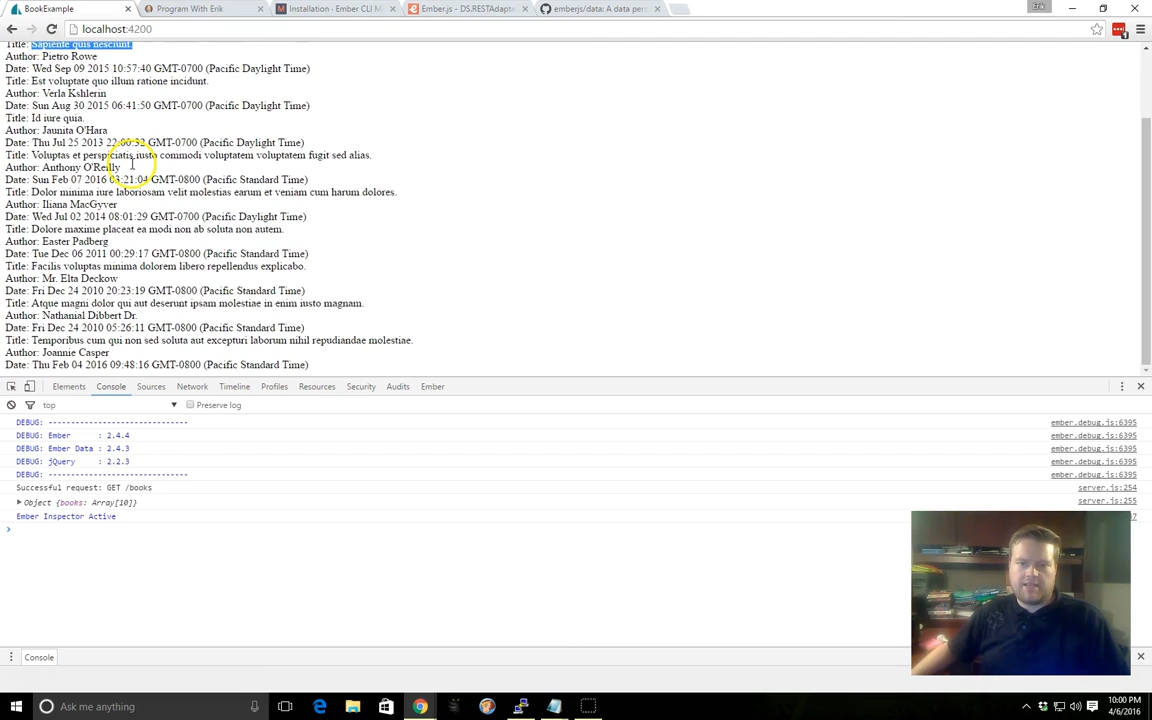 BookExample
Program With Erik
Installation - Ember CLI M
Ember.js - DS.RESTAdapte
emberjs/data: A data pers
Erik
localhost:4200
Title: Sapiente quis nesciunt.
Author: Pietro Rowe
Date: Wed Sep 09 2015 10:57:40 GMT-0700 (Pacific Daylight Time)
Title: Est voluptate quo illum ratione incidunt.
Author: Verla Kshlerin
Date: Sun Aug 30 2015 06:41:50 GMT-0700 (Pacific Daylight Time)
Title: Id iure quia.
Author: Jaunita O'Hara
Date: Thu Jul 25 2013 22:00:32 GMT-0700 (Pacific Daylight Time)
Title: Voluptas et perspiciatis iusto commodi voluptatem voluptatem fugit sed alias.
Author: Anthony O'Reilly
Date: Sun Feb 07 2016 03:21:04 GMT-0800 (Pacific Standard Time)
Title: Dolor minima iure laboriosam velit molestias earum et veniam cum harum dolores.
Author: Iliana MacGyver
Date: Wed Jul 02 2014 08:01:29 GMT-0700 (Pacific Daylight Time)
Title: Dolore maxime placeat ea modi non ab soluta non autem.
Author: Easter Padberg
Date: Tue Dec 06 2011 00:29:17 GMT-0800 (Pacific Standard Time)
Title: Facilis voluptas minima dolorem libero repellendus explicabo.
Author: Mr. Elta Deckow
Date: Fri Dec 24 2010 20:23:19 GMT-0800 (Pacific Standard Time)
Title: Atque magni dolor qui aut deserunt ipsam molestiae in enim iusto magnam.
Author: Nathanial Dibbert Dr.
Date: Fri Dec 24 2010 05:26:11 GMT-0800 (Pacific Standard Time)
Title: Temporibus cum qui non sed soluta aut excepturi laborum nihil repudiandae molestiae.
Author: Joannie Casper
Date: Thu Feb 04 2016 09:48:16 GMT-0800 (Pacific Standard Time)
Elements Console Sources Network Timeline Profiles Resources Security Audits Ember
top Preserve log
DEBUG: ------------------------------- ember.debug.js:6395
DEBUG: Ember : 2.4.4 ember.debug.js:6395
DEBUG: Ember Data : 2.4.3 ember.debug.js:6395
DEBUG: jQuery : 2.2.3 ember.debug.js:6395
DEBUG: ------------------------------- ember.debug.js:6395
Successful request: GET /books server.js:254
Object {books: Array[10]} server.js:255
Ember Inspector Active
Console
Ask me anything
10:00 PM
4/6/2016